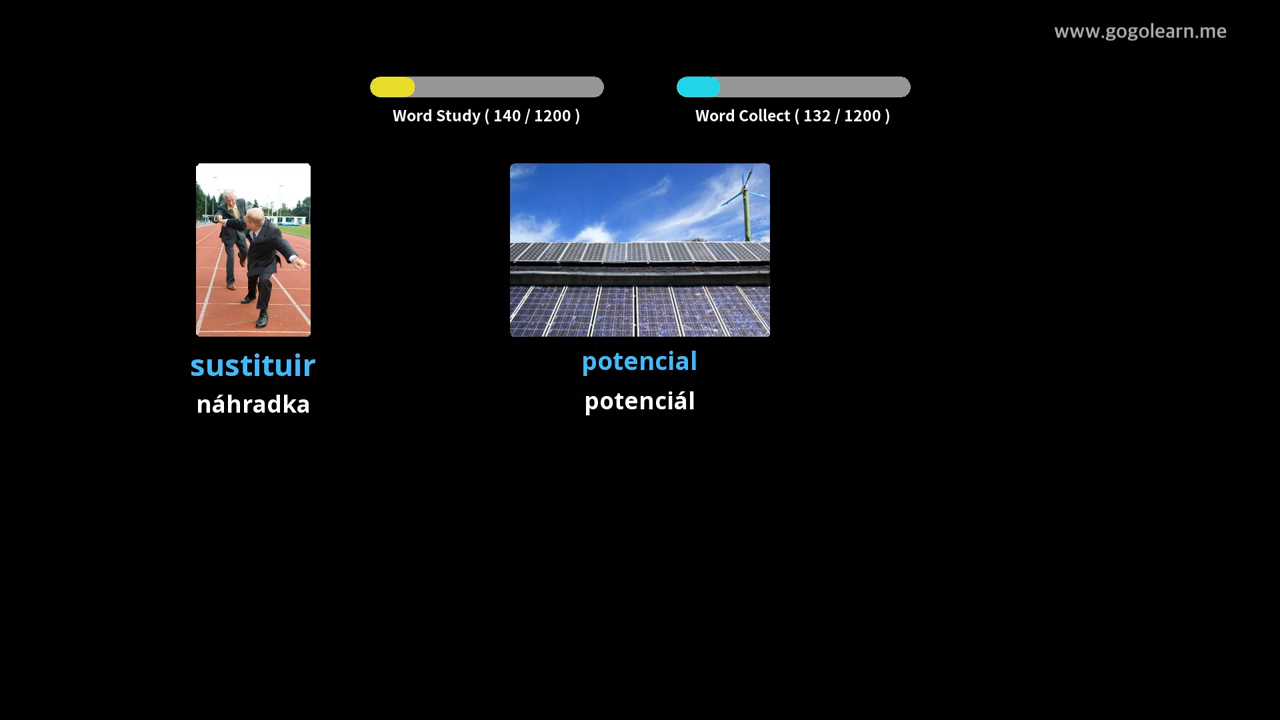 www.gogolearn.me
Word Study ( 140 / 1200 )
Word Collect ( 132 / 1200 )
sustituir
náhradka
potencial
potenciál